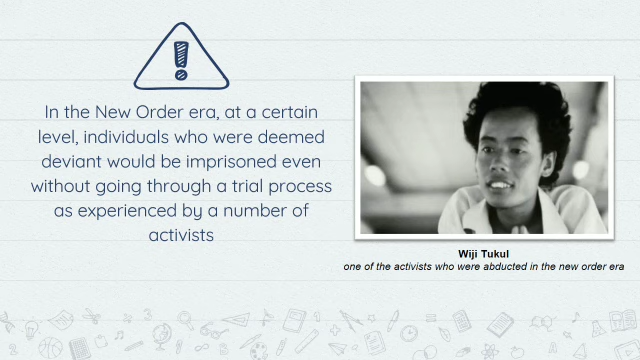 In the New Order era, at a certain
level, individuals who were deemed
deviant would be imprisoned even
without going through a trial process
as experienced by a number of
activists
Wiji Tukul
one of the activists who were abducted in the new order era